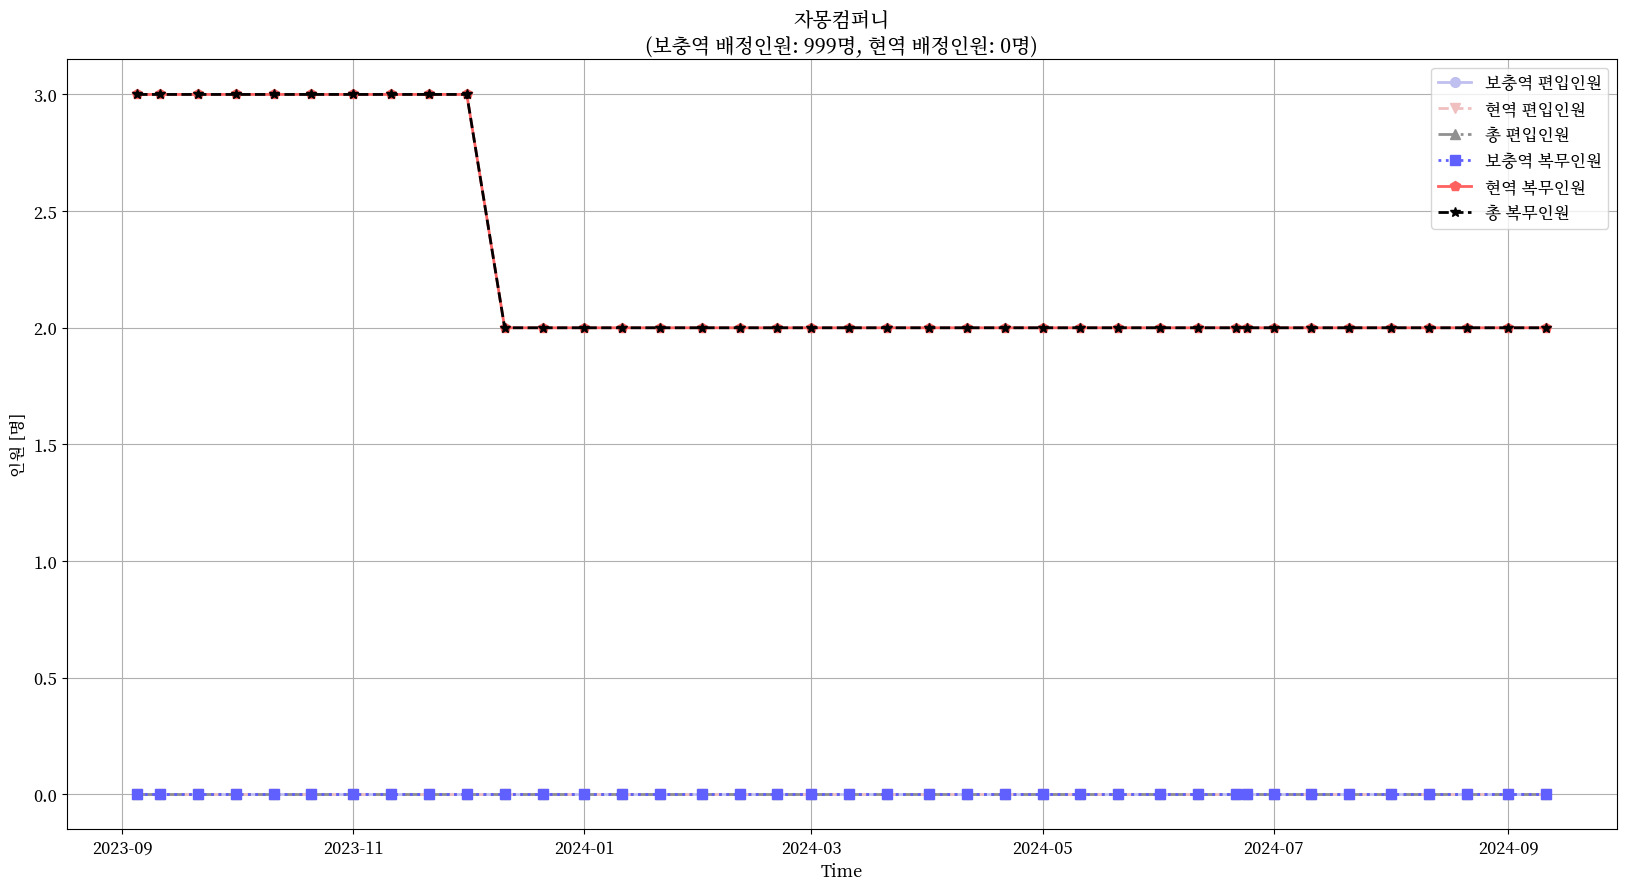 자몽컴퍼니
(보충역 배정인원: 999명, 현역 배정인원: 0명)
보충역 편입인원
현역 편입인원
총 편입인원
보충역 복무인원
현역 복무인원
총 복무인원
인원 [명]
3.0
2.5
2.0
1.5
1.0
0.5
0.0
2023-09
2023-11
2024-01
2024-03
2024-05
2024-07
2024-09
Time